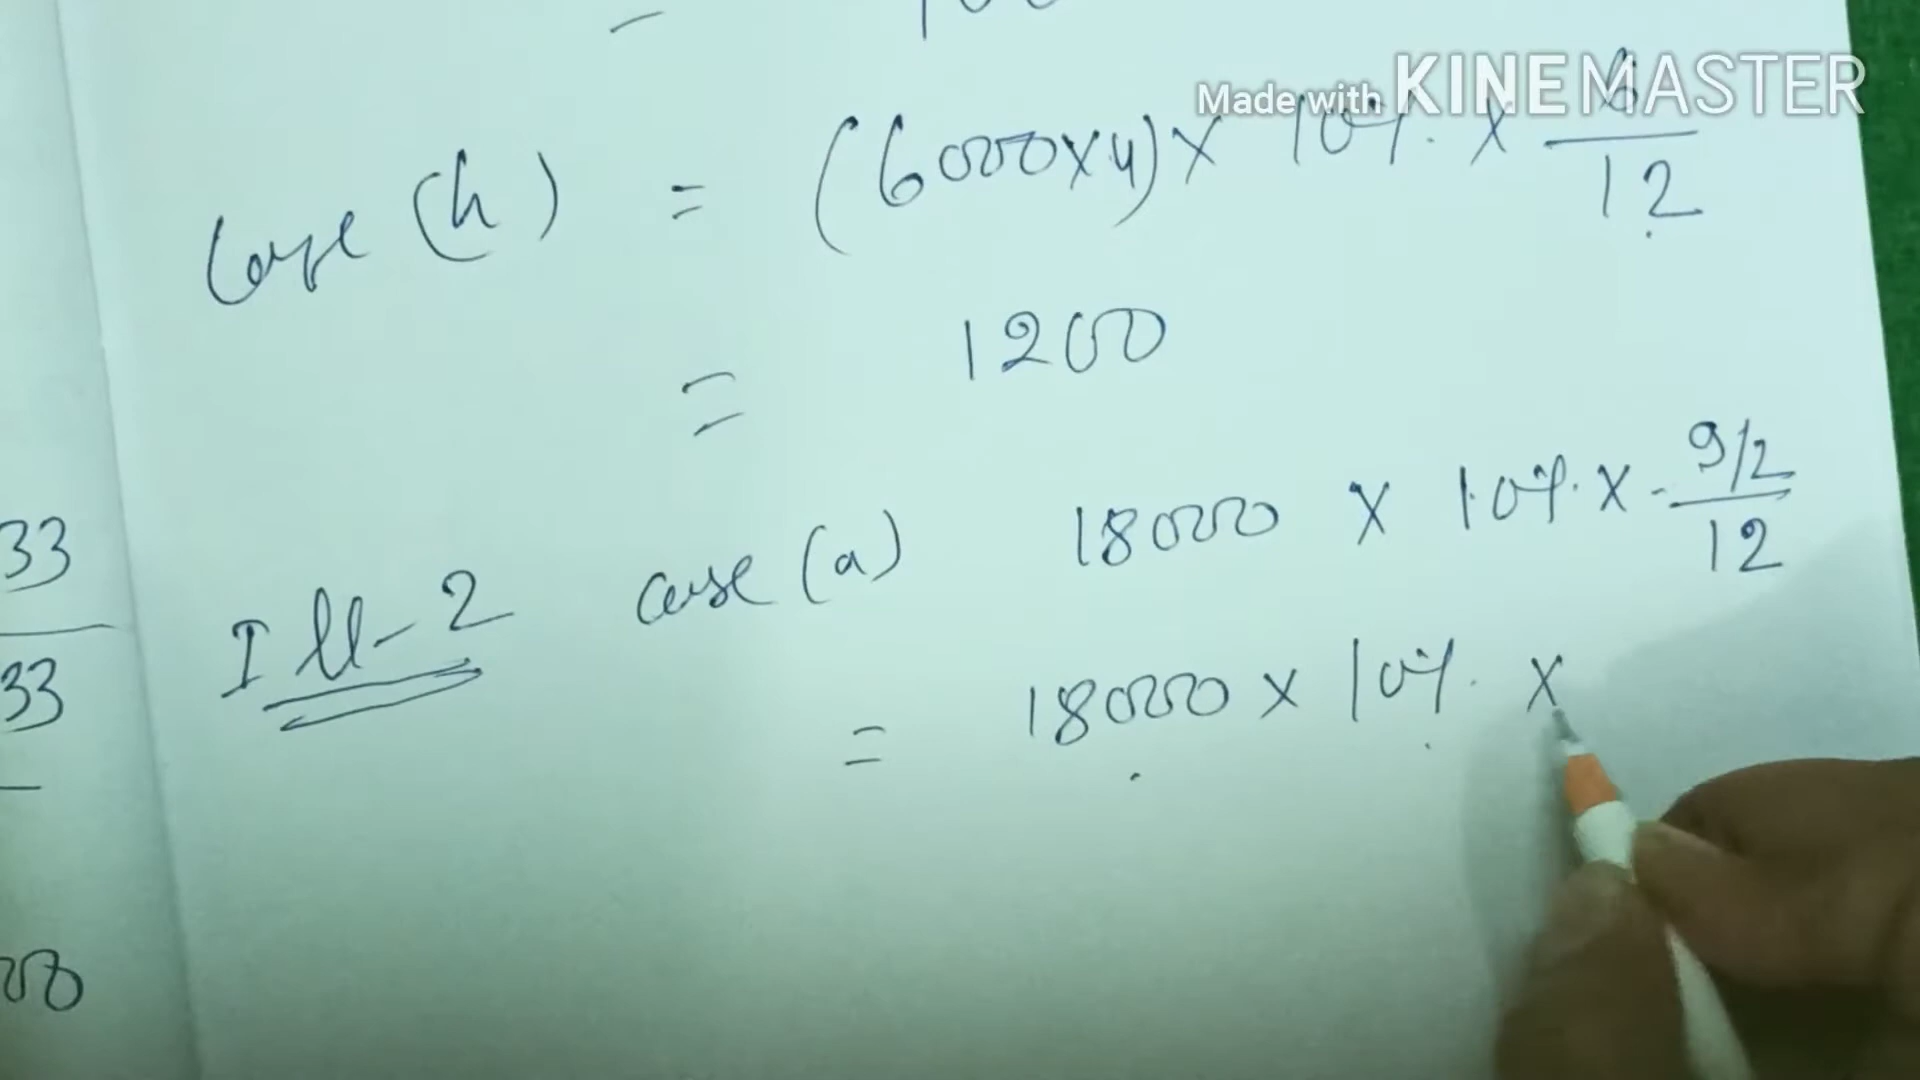 Made with KINEMASTER
Case (h) = (6000x4) x 10% x 6/12
= 1200
Ill-2 case (a) 18000 x 10% x 9/2/12
= 18000 x 10% x
33
33
00